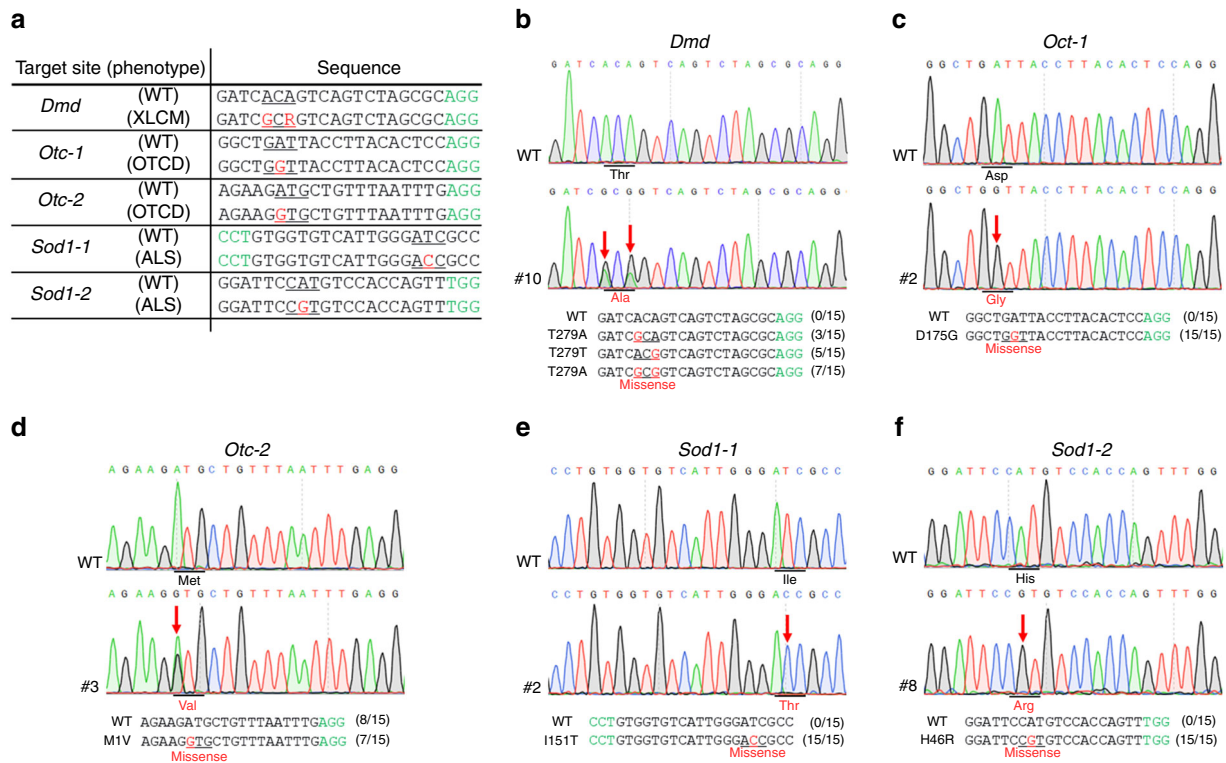 a
Target site (phenotype) Sequence
Dmd (WT) GATCACAGTCAGTCTAGCGCAGG
(XLCM) GATCGCRGTCAGTCTAGCGCAGG
Otc-1 (WT) GGCTGATTACCTTACACTCCAGG
(OTCD) GGCTGGTTACCTTACACTCCAGG
Otc-2 (WT) AGAAGATGCTGTTTAATTTGAGG
(OTCD) AGAAGGTGCTGTTTAATTTGAGG
Sod1-1 (WT) CCTGTGGTGTCATTGGGATCGCC
(ALS) CCTGTGGTGTCATTGGGACCGCC
Sod1-2 (WT) GGATTCCATGTCCACCAGTTTGG
(ALS) GGATTCCGTGTCCACCAGTTTGG
b
Dmd
GATCACAGTCAGTCTAGCGCAGG
WT
Thr
GATCGCGGTCAGTCTAGCGCAGG
#10
Ala
WT GATCACAGTCAGTCTAGCGCAGG (0/15)
T279A GATCGCAGTCAGTCTAGCGCAGG (3/15)
T279T GATCACGGTCAGTCTAGCGCAGG (5/15)
T279A GATCGCGGTCAGTCTAGCGCAGG (7/15)
Missense
c
Oct-1
GGCTGATTACCTTACACTCCAGG
WT
Asp
GGCTGGTTACCTTACACTCCAGG
#2
Gly
WT GGCTGATTACCTTACACTCCAGG (0/15)
D175G GGCTGGTTACCTTACACTCCAGG (15/15)
Missense
d
Otc-2
AGAAGATGCTGTTTAATTTGAGG
WT
Met
AGAAGGTGCTGTTTAATTTGAGG
#3
Val
WT AGAAGATGCTGTTTAATTTGAGG (8/15)
M1V AGAAGGTGCTGTTTAATTTGAGG (7/15)
Missense
e
Sod1-1
CCTGTGGTGTCATTGGGATCGCC
WT
Ile
CCTGTGGTGTCATTGGGACCGCC
#2
Thr
WT CCTGTGGTGTCATTGGGATCGCC (0/15)
I151T CCTGTGGTGTCATTGGGACCGCC (15/15)
Missense
f
Sod1-2
GGATTCCATGTCCACCAGTTTGG
WT
His
GGATTCCGTGTCCACCAGTTTGG
#8
Arg
WT GGATTCCATGTCCACCAGTTTGG (0/15)
H46R GGATTCCGTGTCCACCAGTTTGG (15/15)
Missense